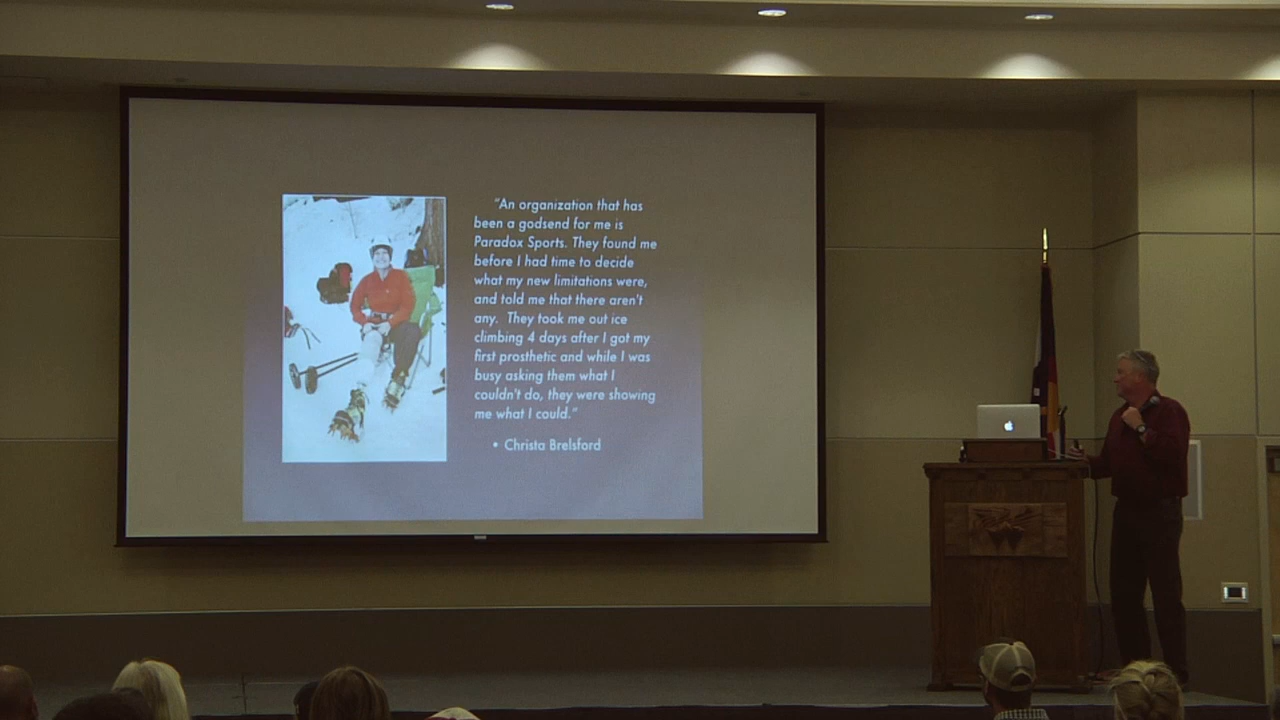 “An organization that has
been a godsend for me is
Paradox Sports. They found me
before I had time to decide
what my new limitations were,
and told me that there aren't
any. They took me out ice
climbing 4 days after I got my
first prosthetic and while I was
busy asking them what I
couldn't do, they were showing
me what I could.”
• Christa Brelsford